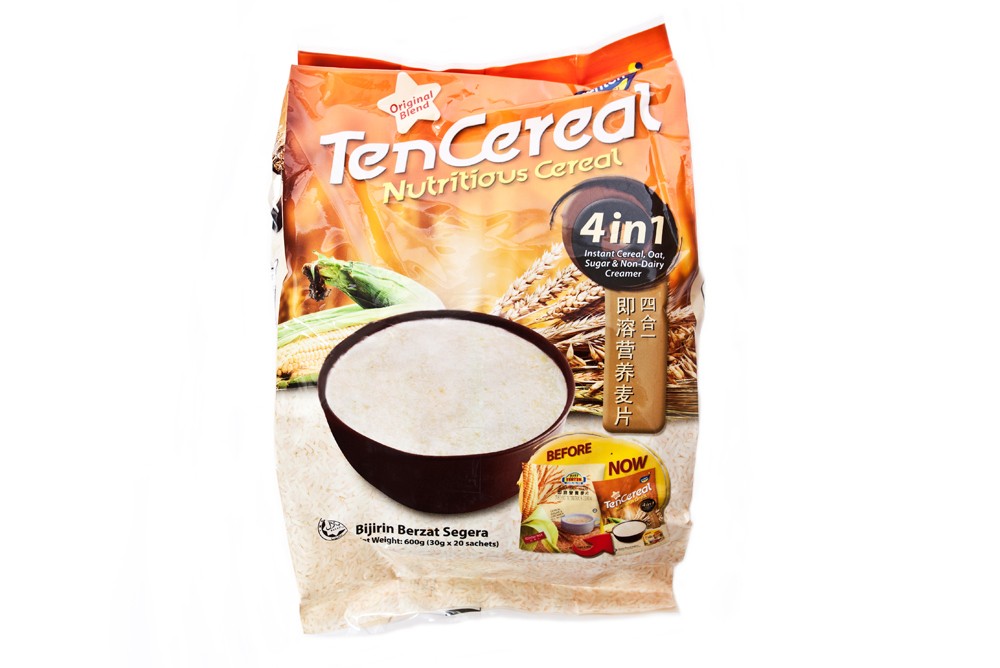 Original
Blend
TenCereal
Nutritious Cereal
4in1
Instant Cereal, Oat,
Sugar & Non-Dairy
Creamer
四合一
即溶营养麦片
BEFORE
NOW
TenCereal
4in1
Bijirin Berzat Segera
Weight: 600g (30g x 20 sachets)